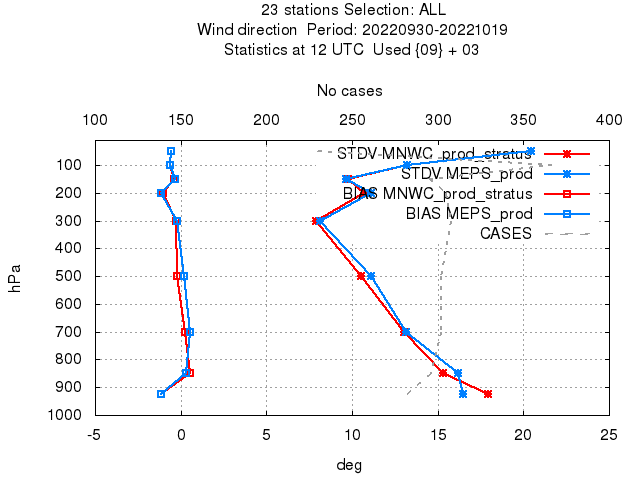 23 stations Selection: ALL
Wind direction  Period: 20220930-20221019
Statistics at 12 UTC  Used {09} + 03
No cases
100 150 200 250 300 350 400
STDV MNWC_prod_stratus
STDV MEPS_prod
BIAS MNWC_prod_stratus
BIAS MEPS_prod
CASES
100
200
300
400
500
600
700
800
900
1000
hPa
-5 0 5 10 15 20 25
deg